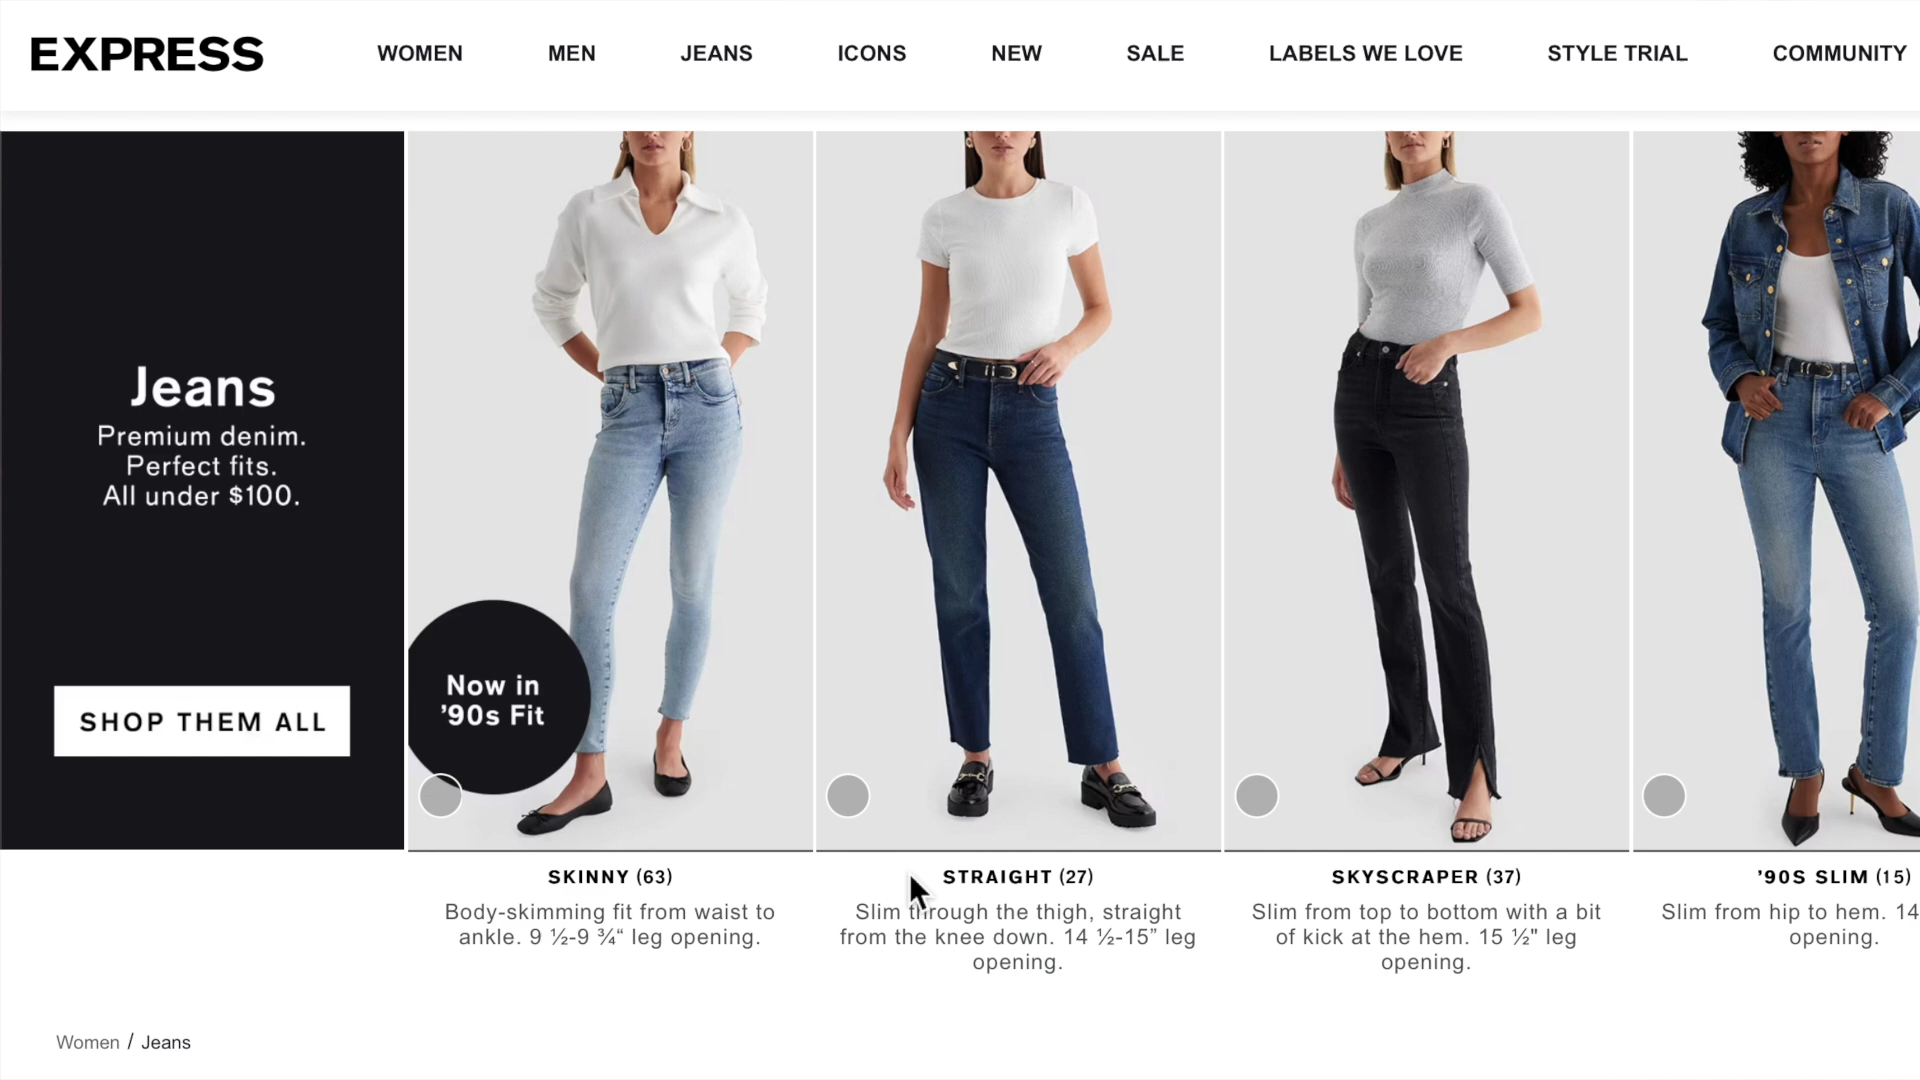 EXPRESS
WOMEN
MEN
JEANS
ICONS
NEW
SALE
LABELS WE LOVE
STYLE TRIAL
COMMUNITY
Jeans
Premium denim.
Perfect fits.
All under $100.
SHOP THEM ALL
Now in
’90s Fit
SKINNY (63)
Body-skimming fit from waist to
ankle. 9 ½-9 ¾“ leg opening.
STRAIGHT (27)
Slim through the thigh, straight
from the knee down. 14 ½-15” leg
opening.
SKYSCRAPER (37)
Slim from top to bottom with a bit
of kick at the hem. 15 ½" leg
opening.
’90S SLIM (15)
Slim from hip to hem. 14
opening.
Women / Jeans